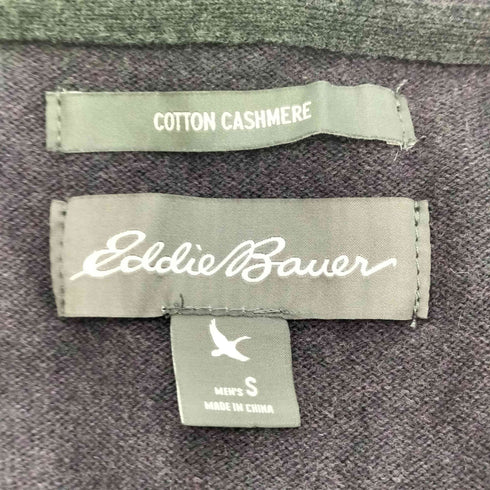 COTTON CASHMERE
Eddie Bauer
MEN'S S
MADE IN CHINA